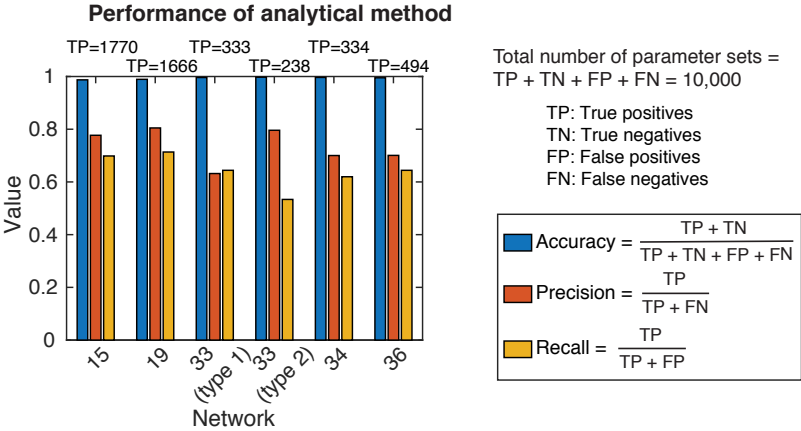 Performance of analytical method
TP=1770
TP=1666
TP=333
TP=238
TP=334
TP=494
Value
1
0.8
0.6
0.4
0.2
0
15
19
33
(type 1)
33
(type 2)
34
36
Network
Total number of parameter sets =
TP + TN + FP + FN = 10,000
TP: True positives
TN: True negatives
FP: False positives
FN: False negatives
Accuracy = TP + TN / TP + TN + FP + FN
Precision = TP / TP + FN
Recall = TP / TP + FP